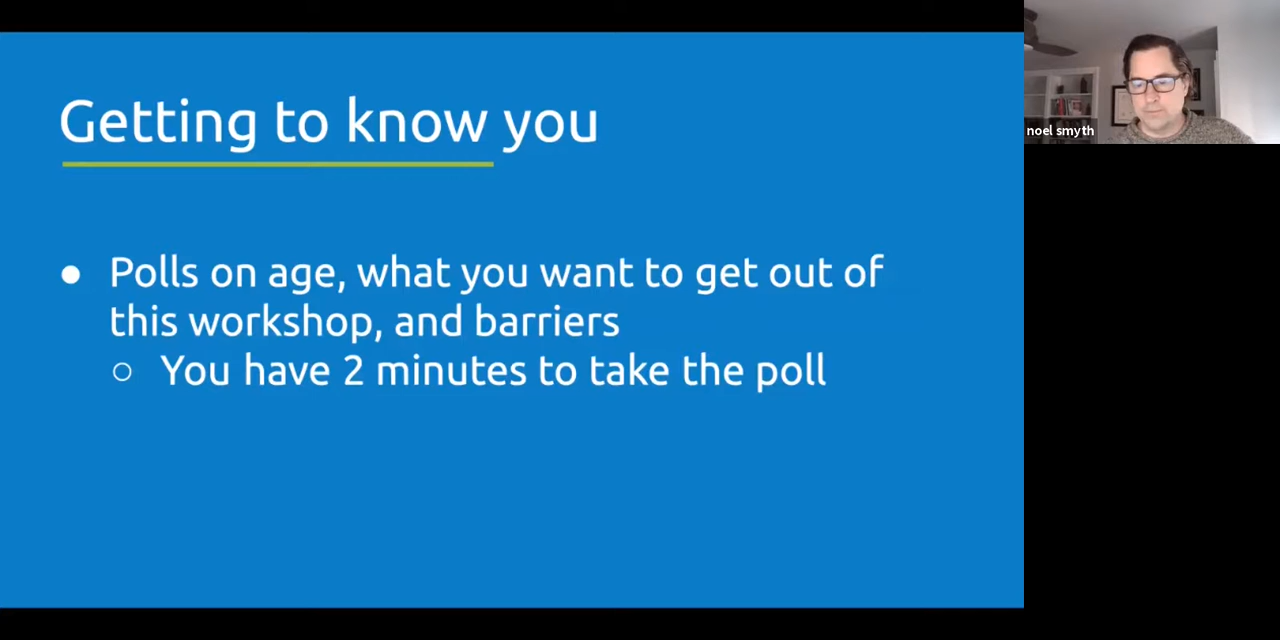 Getting to know you
● Polls on age, what you want to get out of
this workshop, and barriers
○ You have 2 minutes to take the poll
noel smyth